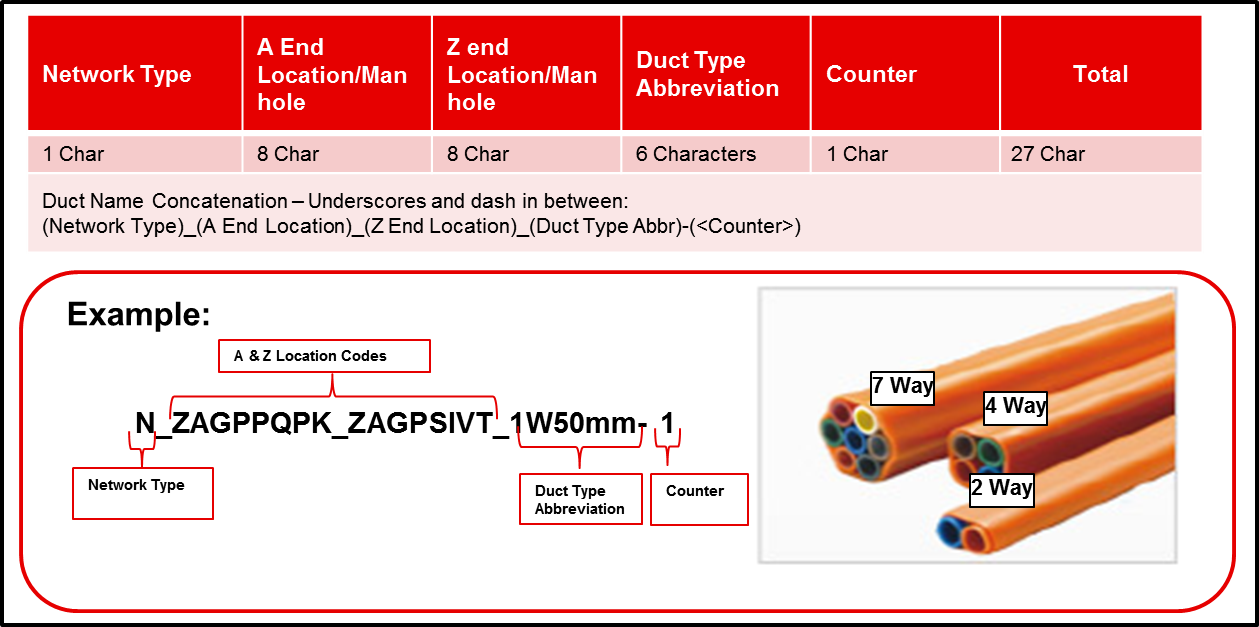 Network Type
A End
Location/Man
hole
Z end
Location/Man
hole
Duct Type
Abbreviation
Counter
Total
1 Char
8 Char
8 Char
6 Characters
1 Char
27 Char
Duct Name Concatenation – Underscores and dash in between:
(Network Type)_(A End Location)_(Z End Location)_(Duct Type Abbr)-(<Counter>)
Example:
A & Z Location Codes
N_ZAGPPQPK_ZAGPSIVT_1W50mm- 1
Network Type
Duct Type
Abbreviation
Counter
7 Way
4 Way
2 Way